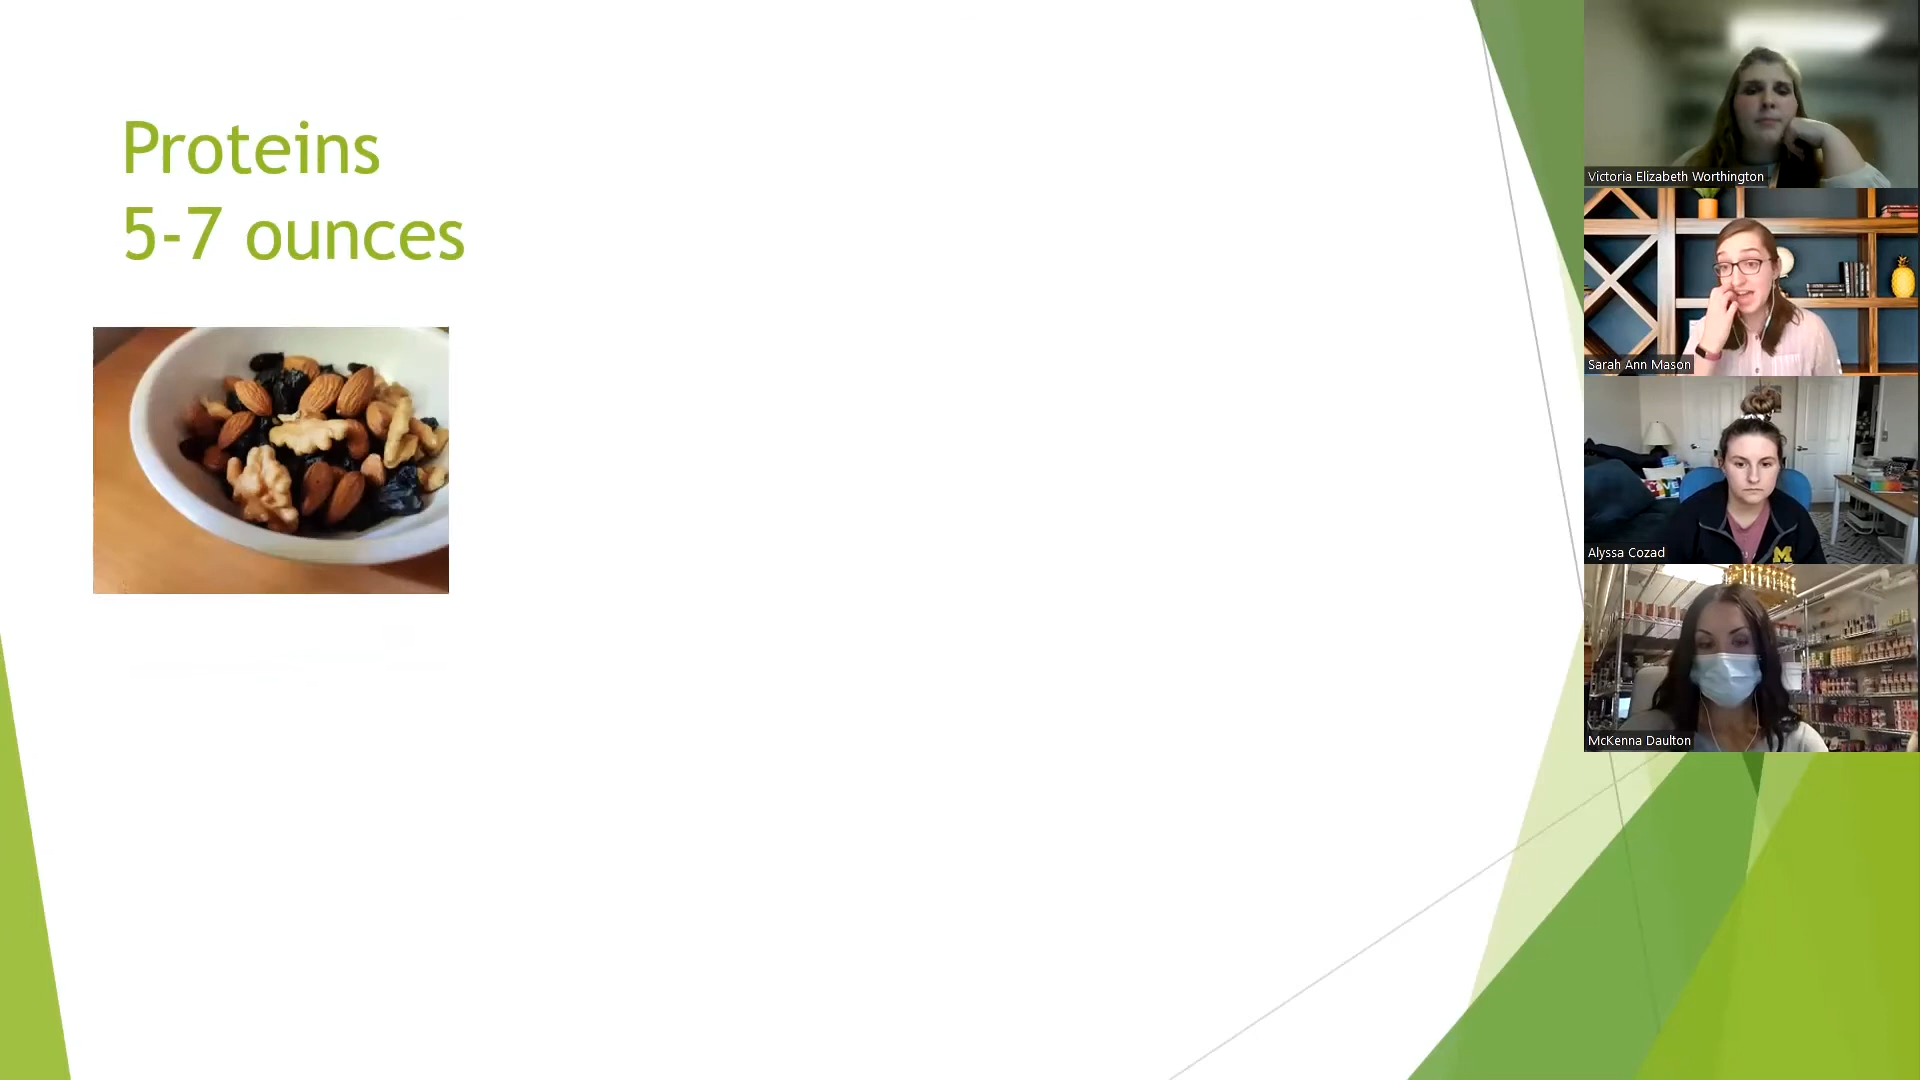 Proteins
5-7 ounces
Victoria Elizabeth Worthington
Sarah Ann Mason
Alyssa Cozad
M
McKenna Daulton